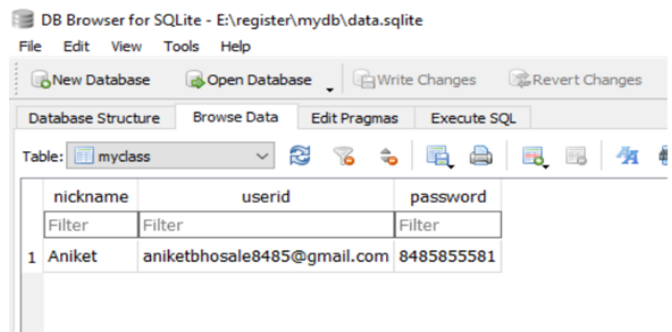 DB Browser for SQLite - E:\register\mydb\data.sqlite
File Edit View Tools Help
New Database Open Database Write Changes Revert Changes
Database Structure Browse Data Edit Pragmas Execute SQL
Table: myclass
nickname userid password
Filter Filter Filter
1 Aniket aniketbhosale8485@gmail.com 8485855581